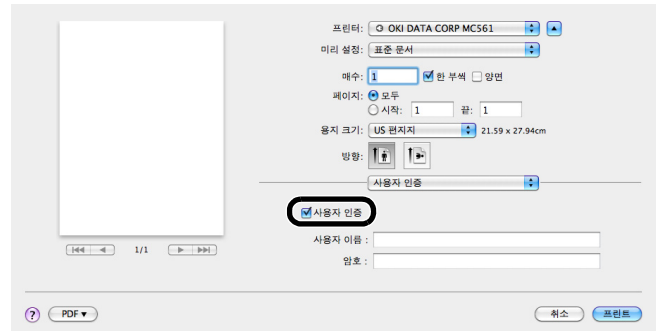 프린터: OKI DATA CORP MC561
미리 설정: 표준 문서
매수: 1 한 부씩 양면
페이지: 모두
시작: 1 끝: 1
용지 크기: US 편지지 21.59 x 27.94cm
방향:
사용자 인증
사용자 인증
사용자 이름 :
암호 :
1/1
? PDF▼ 취소 프린트